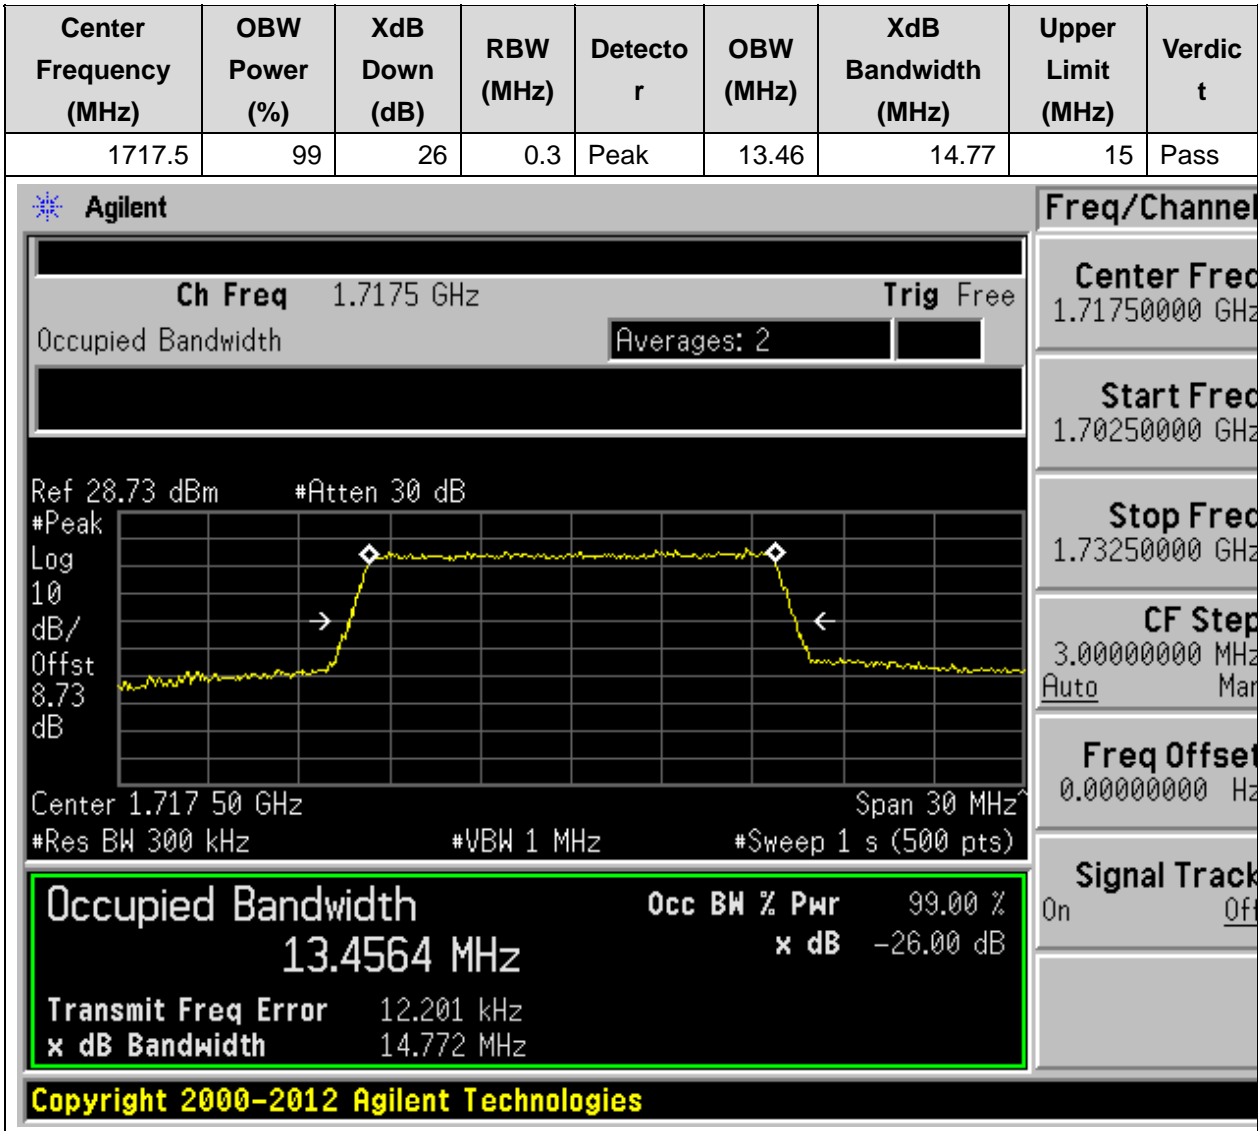 Center Frequency (MHz) OBW Power (%) XdB Down (dB) RBW (MHz) Detecto r OBW (MHz) XdB Bandwidth (MHz) Upper Limit (MHz) Verdic t
1717.5 99 26 0.3 Peak 13.46 14.77 15 Pass
Agilent
Freq/Channel
Ch Freq 1.7175 GHz Trig Free
Occupied Bandwidth Averages: 2
Center Freq
1.71750000 GHz
Start Freq
1.70250000 GHz
Stop Freq
1.73250000 GHz
CF Step
3.00000000 MHz
Auto Man
Freq Offset
0.00000000 Hz
Signal Track
On Off
Ref 28.73 dBm #Atten 30 dB
#Peak
Log
10
dB/
Offst
8.73
dB
Center 1.717 50 GHz Span 30 MHz^
#Res BW 300 kHz #VBW 1 MHz #Sweep 1 s (500 pts)
Occupied Bandwidth Occ BW % Pwr 99.00 %
13.4564 MHz x dB -26.00 dB
Transmit Freq Error 12.201 kHz
x dB Bandwidth 14.772 MHz
Copyright 2000-2012 Agilent Technologies